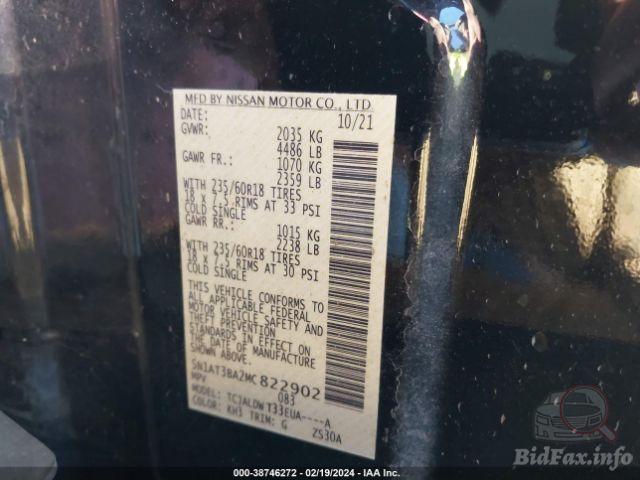 MFD BY NISSAN MOTOR CO., LTD.
DATE: 10/21
GVWR: 2035 KG
4486 LB
GAWR FR.: 1070 KG
2359 LB
WITH 235/60R18 TIRES
18 x 7.5 RIMS AT 33 PSI
COLD SINGLE
GAWR RR.: 1015 KG
2238 LB
WITH 235/60R18 TIRES
18 x 7.5 RIMS AT 30 PSI
COLD SINGLE
THIS VEHICLE CONFORMS TO
ALL APPLICABLE FEDERAL
MOTOR VEHICLE SAFETY AND
THEFT PREVENTION
STANDARDS IN EFFECT ON
THE DATE OF MANUFACTURE
SHOWN ABOVE.
5N1AT3BA2MC822902
MPV 083
MODEL: TCJALDWT33EUA----A
COLOR: KH3 TRIM: G ZS30A
000-38746272 - 02/19/2024 - IAA Inc.
BidFax.info